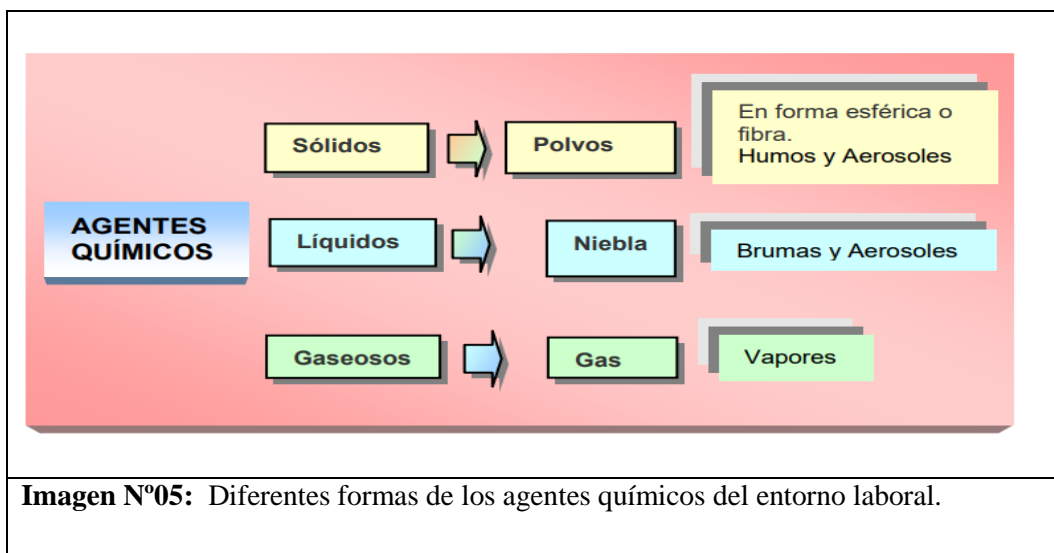 En forma esférica o
fibra.
Sólidos
Polvos
Humos y Aerosoles
AGENTES
QUÍMICOS
Líquidos
Niebla
Brumas y Aerosoles
Gaseosos
Gas
Vapores
Imagen Nº05: Diferentes formas de los agentes químicos del entorno laboral.